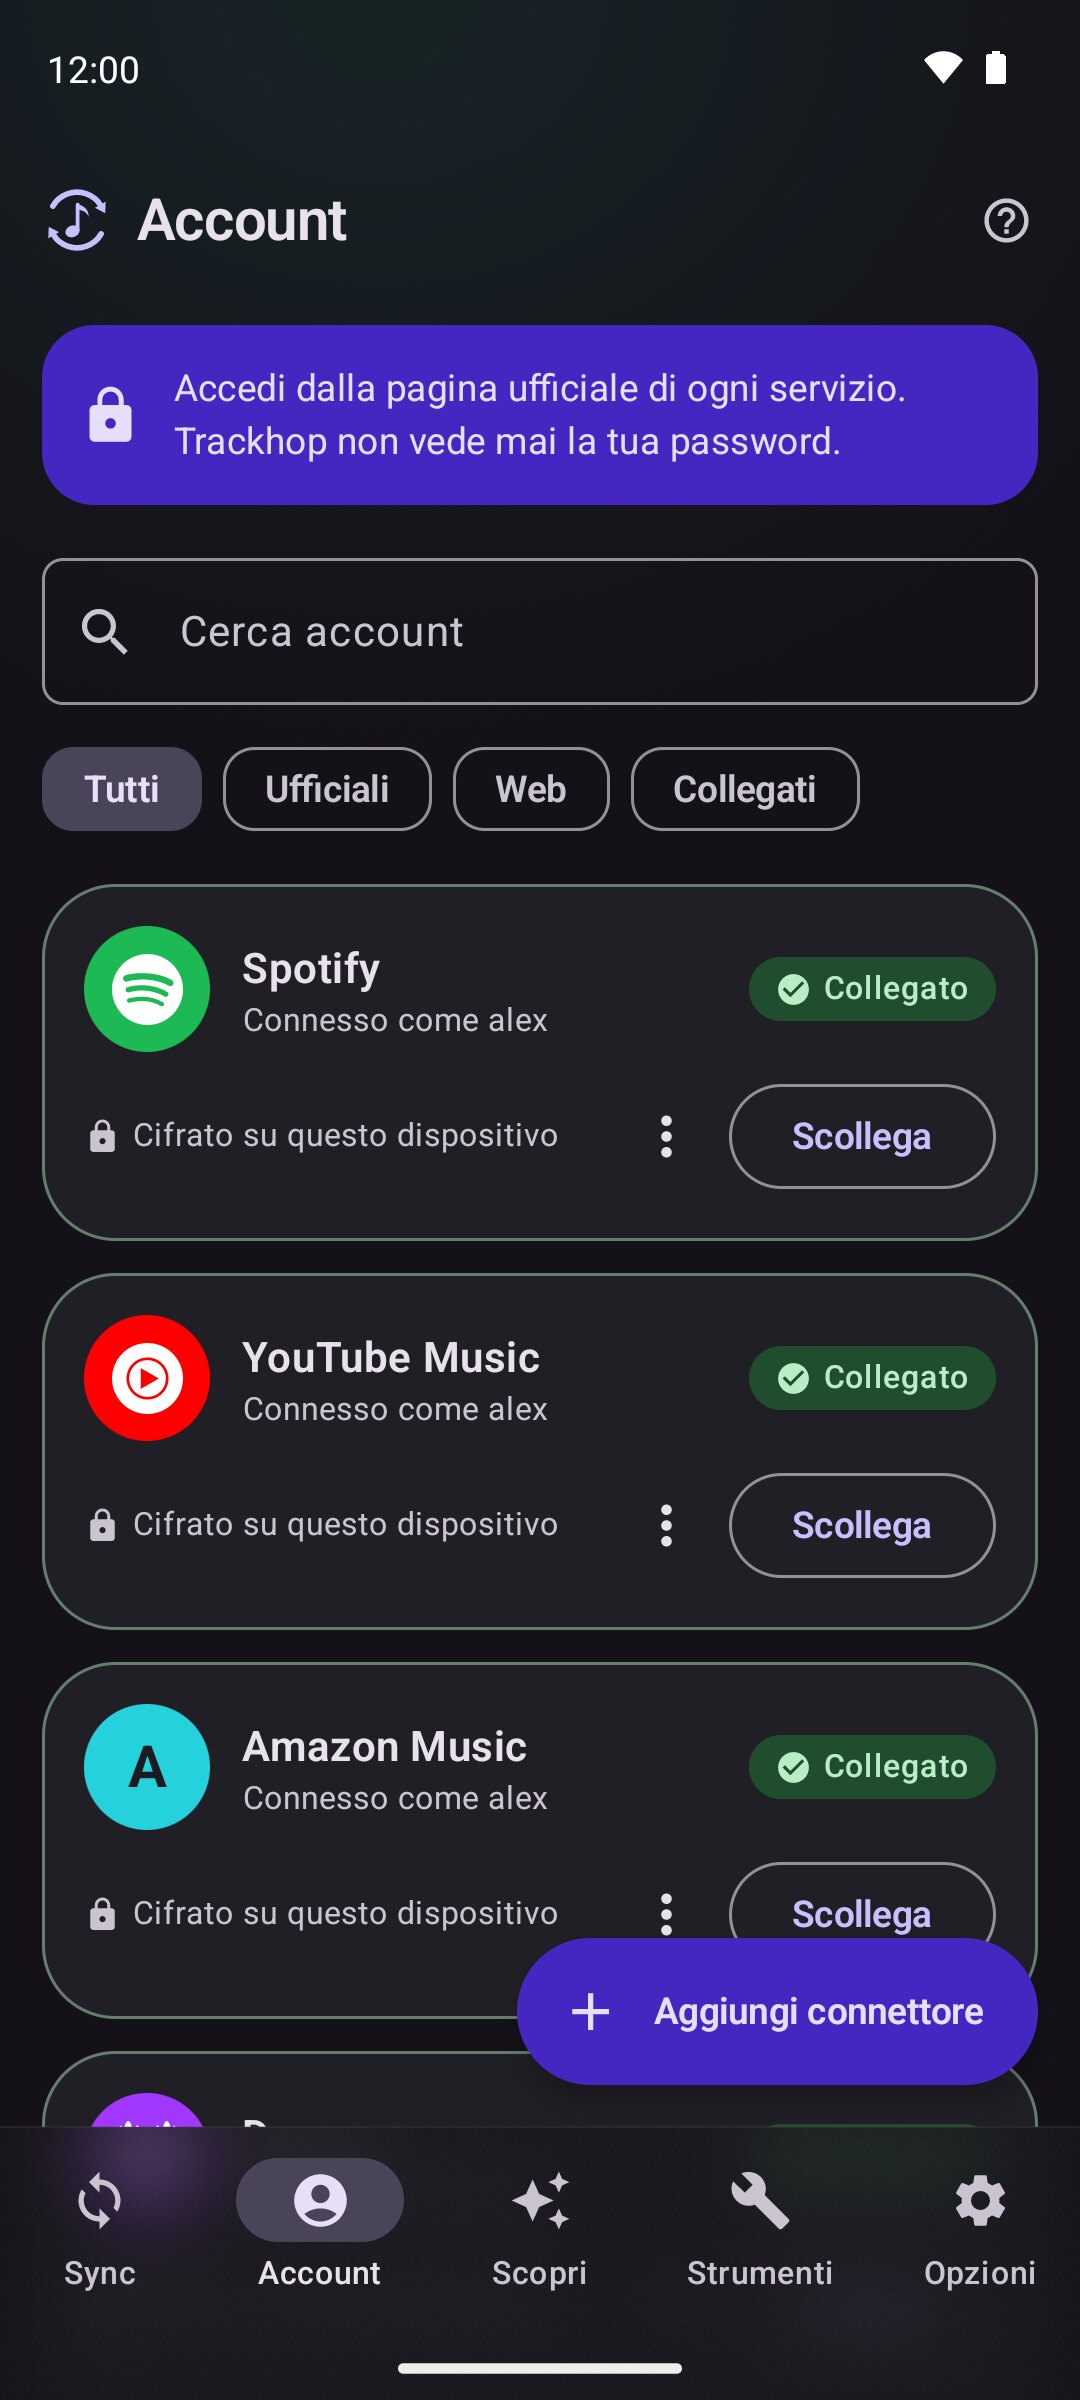 12:00
Account
Accedi dalla pagina ufficiale di ogni servizio.
Trackhop non vede mai la tua password.
Cerca account
Tutti
Ufficiali
Web
Collegati
Spotify
Collegato
Connesso come alex
Cifrato su questo dispositivo
Scollega
YouTube Music
Collegato
Connesso come alex
Cifrato su questo dispositivo
Scollega
A
Amazon Music
Collegato
Connesso come alex
Cifrato su questo dispositivo
Scollega
Aggiungi connettore
Sync
Account
Scopri
Strumenti
Opzioni